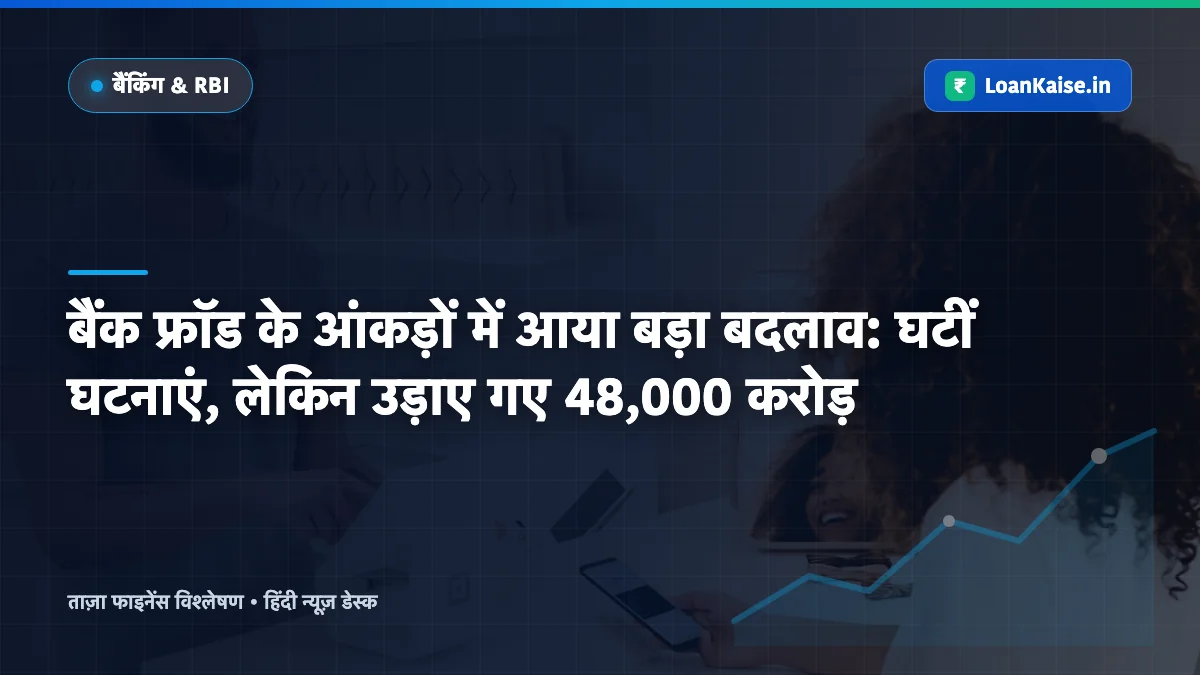 बैंकिंग & RBI
₹ LoanKaise.in
बैंक फ्रॉड के आंकड़ों में आया बड़ा बदलाव: घटीं
घटनाएं, लेकिन उड़ाए गए 48,000 करोड़
ताज़ा फाइनेंस विश्लेषण • हिंदी न्यूज़ डेस्क